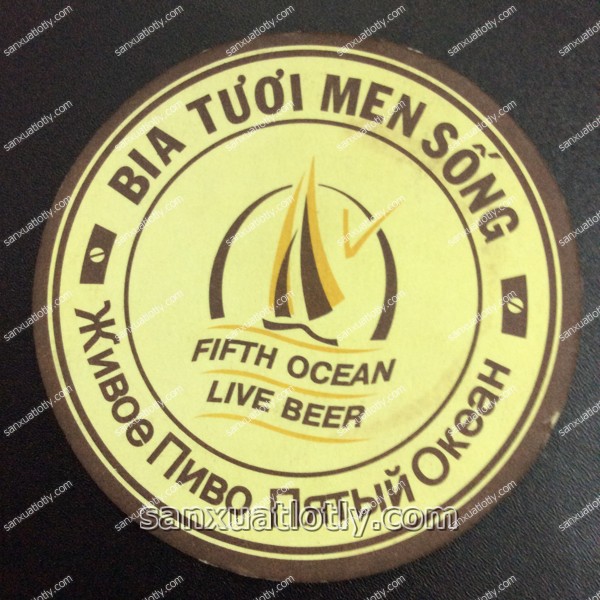 BIA TƯƠI MEN SỐNG
FIFTH OCEAN
LIVE BEER
Живое Пиво Пятый Океан
sanxuatlotly.com